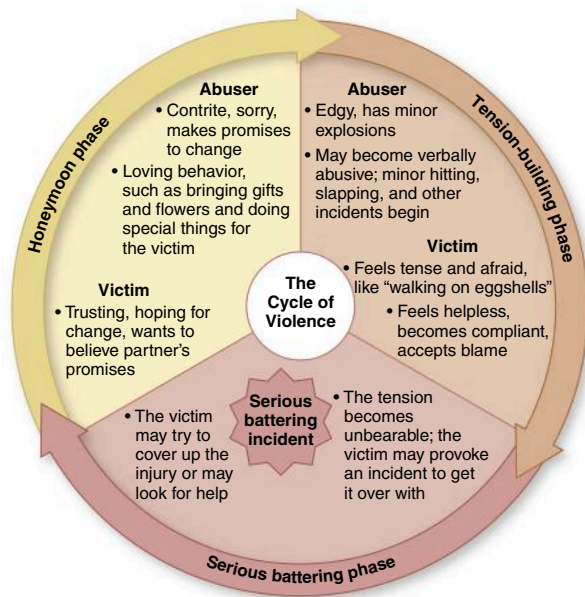 Honeymoon phase
Abuser
• Contrite, sorry,
makes promises
to change
• Loving behavior,
such as bringing gifts
and flowers and doing
special things for
the victim
Victim
• Trusting, hoping for
change, wants to
believe partner's
promises
Tension-building phase
Abuser
• Edgy, has minor
explosions
• May become verbally
abusive; minor hitting,
slapping, and other
incidents begin
Victim
• Feels tense and afraid,
like “walking on eggshells”
• Feels helpless,
becomes compliant,
accepts blame
The
Cycle of
Violence
Serious
battering
incident
• The tension
becomes
unbearable; the
victim may provoke
an incident to get
it over with
• The victim
may try to
cover up the
injury or may
look for help
Serious battering phase